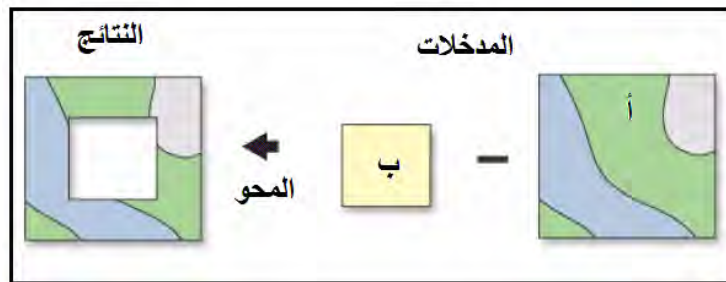 المدخلات
النتائج
أ
ب
المحو